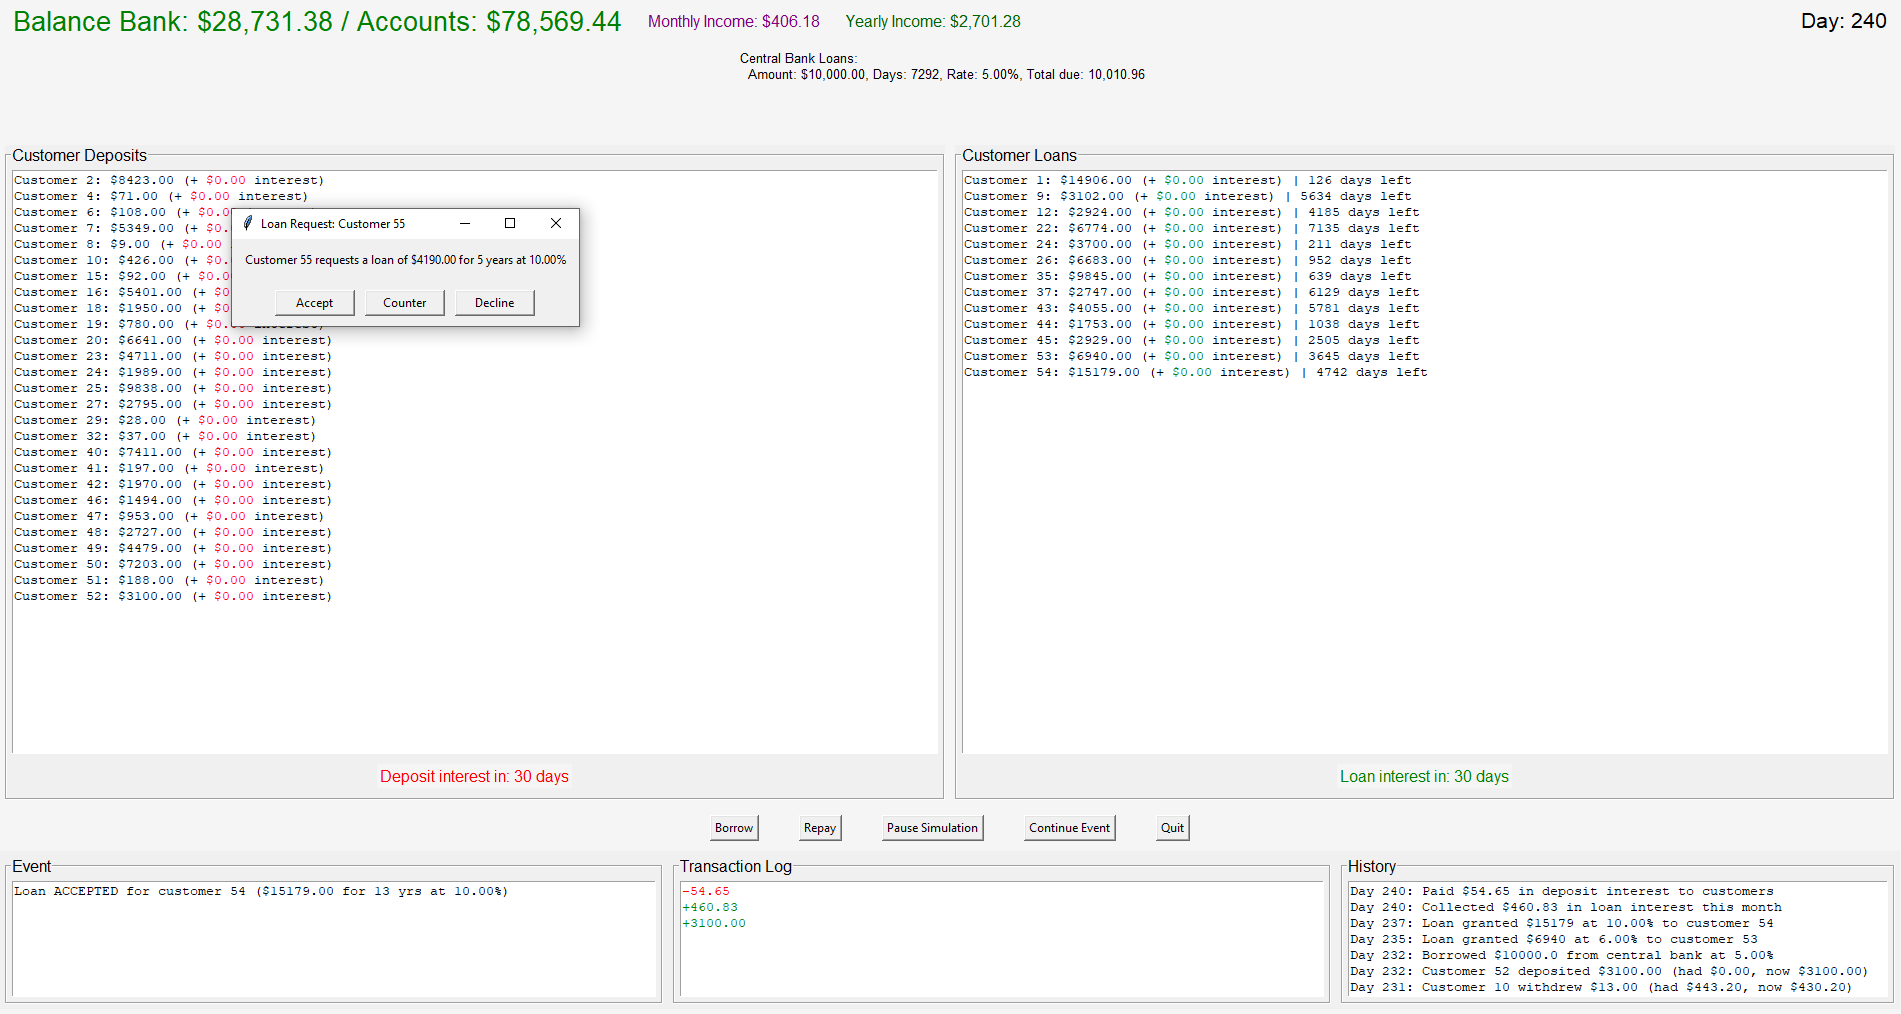 Balance Bank: $28,731.38 / Accounts: $78,569.44 Monthly Income: $406.18 Yearly Income: $2,701.28 Day: 240
Central Bank Loans:
Amount: $10,000.00, Days: 7292, Rate: 5.00%, Total due: 10,010.96
Customer Deposits
Customer 2: $8423.00 (+ $0.00 interest)
Customer 4: $71.00 (+ $0.00 interest)
Customer 6: $108.00 (+ $0.0
Customer 7: $5349.00 (+ $0.
Customer 8: $9.00 (+ $0.00
Customer 10: $426.00 (+ $0.
Customer 15: $92.00 (+ $0.0
Customer 16: $5401.00 (+ $0
Customer 18: $1950.00 (+ $0
Customer 19: $780.00 (+ $0.
Customer 20: $6641.00 (+ $0.00 interest)
Customer 23: $4711.00 (+ $0.00 interest)
Customer 24: $1989.00 (+ $0.00 interest)
Customer 25: $9838.00 (+ $0.00 interest)
Customer 27: $2795.00 (+ $0.00 interest)
Customer 29: $28.00 (+ $0.00 interest)
Customer 32: $37.00 (+ $0.00 interest)
Customer 40: $7411.00 (+ $0.00 interest)
Customer 41: $197.00 (+ $0.00 interest)
Customer 42: $1970.00 (+ $0.00 interest)
Customer 46: $1494.00 (+ $0.00 interest)
Customer 47: $953.00 (+ $0.00 interest)
Customer 48: $2727.00 (+ $0.00 interest)
Customer 49: $4479.00 (+ $0.00 interest)
Customer 50: $7203.00 (+ $0.00 interest)
Customer 51: $188.00 (+ $0.00 interest)
Customer 52: $3100.00 (+ $0.00 interest)
Deposit interest in: 30 days
Loan Request: Customer 55
Customer 55 requests a loan of $4190.00 for 5 years at 10.00%
Accept Counter Decline
Customer Loans
Customer 1: $14906.00 (+ $0.00 interest) | 126 days left
Customer 9: $3102.00 (+ $0.00 interest) | 5634 days left
Customer 12: $2924.00 (+ $0.00 interest) | 4185 days left
Customer 22: $6774.00 (+ $0.00 interest) | 7135 days left
Customer 24: $3700.00 (+ $0.00 interest) | 211 days left
Customer 26: $6683.00 (+ $0.00 interest) | 952 days left
Customer 35: $9845.00 (+ $0.00 interest) | 639 days left
Customer 37: $2747.00 (+ $0.00 interest) | 6129 days left
Customer 43: $4055.00 (+ $0.00 interest) | 5781 days left
Customer 44: $1753.00 (+ $0.00 interest) | 1038 days left
Customer 45: $2929.00 (+ $0.00 interest) | 2505 days left
Customer 53: $6940.00 (+ $0.00 interest) | 3645 days left
Customer 54: $15179.00 (+ $0.00 interest) | 4742 days left
Loan interest in: 30 days
Borrow Repay Pause Simulation Continue Event Quit
Event
Loan ACCEPTED for customer 54 ($15179.00 for 13 yrs at 10.00%)
Transaction Log
-54.65
+460.83
+3100.00
History
Day 240: Paid $54.65 in deposit interest to customers
Day 240: Collected $460.83 in loan interest this month
Day 237: Loan granted $15179 at 10.00% to customer 54
Day 235: Loan granted $6940 at 6.00% to customer 53
Day 232: Borrowed $10000.0 from central bank at 5.00%
Day 232: Customer 52 deposited $3100.00 (had $0.00, now $3100.00)
Day 231: Customer 10 withdrew $13.00 (had $443.20, now $430.20)